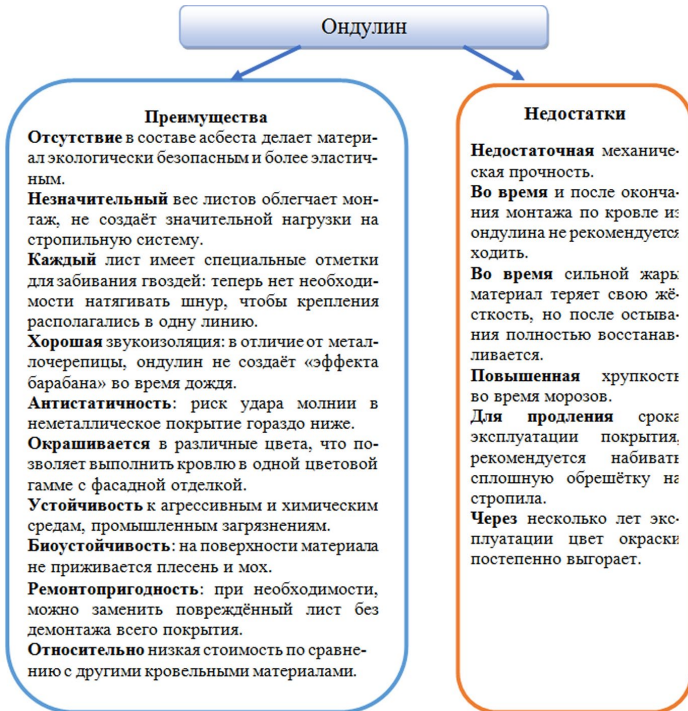 Ондулин
Преимущества
Отсутствие в составе асбеста делает матери-
ал экологически безопасным и более эластич-
ным.
Незначительный вес листов облегчает мон-
таж, не создаёт значительной нагрузки на
стропильную систему.
Каждый лист имеет специальные отметки
для забивания гвоздей: теперь нет необходи-
мости натягивать шнур, чтобы крепления
располагались в одну линию.
Хорошая звукоизоляция: в отличие от метал-
лочерепицы, ондулин не создаёт «эффекта
барабана» во время дождя.
Антистатичность: риск удара молнии в
неметаллическое покрытие гораздо ниже.
Окрашивается в различные цвета, что по-
зволяет выполнить кровлю в одной цветовой
гамме с фасадной отделкой.
Устойчивость к агрессивным и химическим
средам, промышленным загрязнениям.
Биоустойчивость: на поверхности материала
не приживается плесень и мох.
Ремонтопригодность: при необходимости,
можно заменить повреждённый лист без
демонтажа всего покрытия.
Относительно низкая стоимость по сравне-
нию с другими кровельными материалами.
Недостатки
Недостаточная механиче-
ская прочность.
Во время и после оконча-
ния монтажа по кровле из
ондулина не рекомендуется
ходить.
Во время сильной жары
материал теряет свою жё-
сткость, но после остыва-
ния полностью восстанав-
ливается.
Повышенная хрупкость
во время морозов.
Для продления срока
эксплуатации покрытия,
рекомендуется набивать
сплошную обрешётку на
стропила.
Через несколько лет экс-
плуатации цвет окраски
постепенно выгорает.